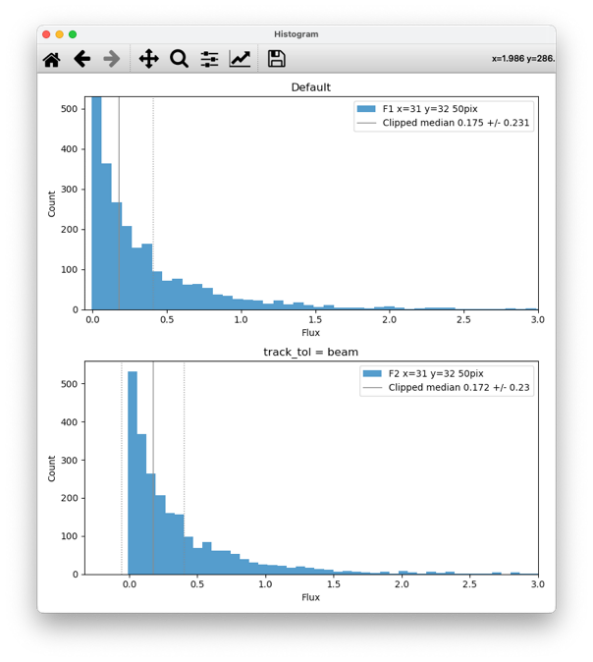 Histogram
x=1.986 y=286.
Default
500
400
300
200
100
0
Count
F1 x=31 y=32 50pix
Clipped median 0.175 +/- 0.231
0.0 0.5 1.0 1.5 2.0 2.5 3.0
Flux
track_tol = beam
500
400
300
200
100
0
Count
F2 x=31 y=32 50pix
Clipped median 0.172 +/- 0.23
0.0 0.5 1.0 1.5 2.0 2.5 3.0
Flux